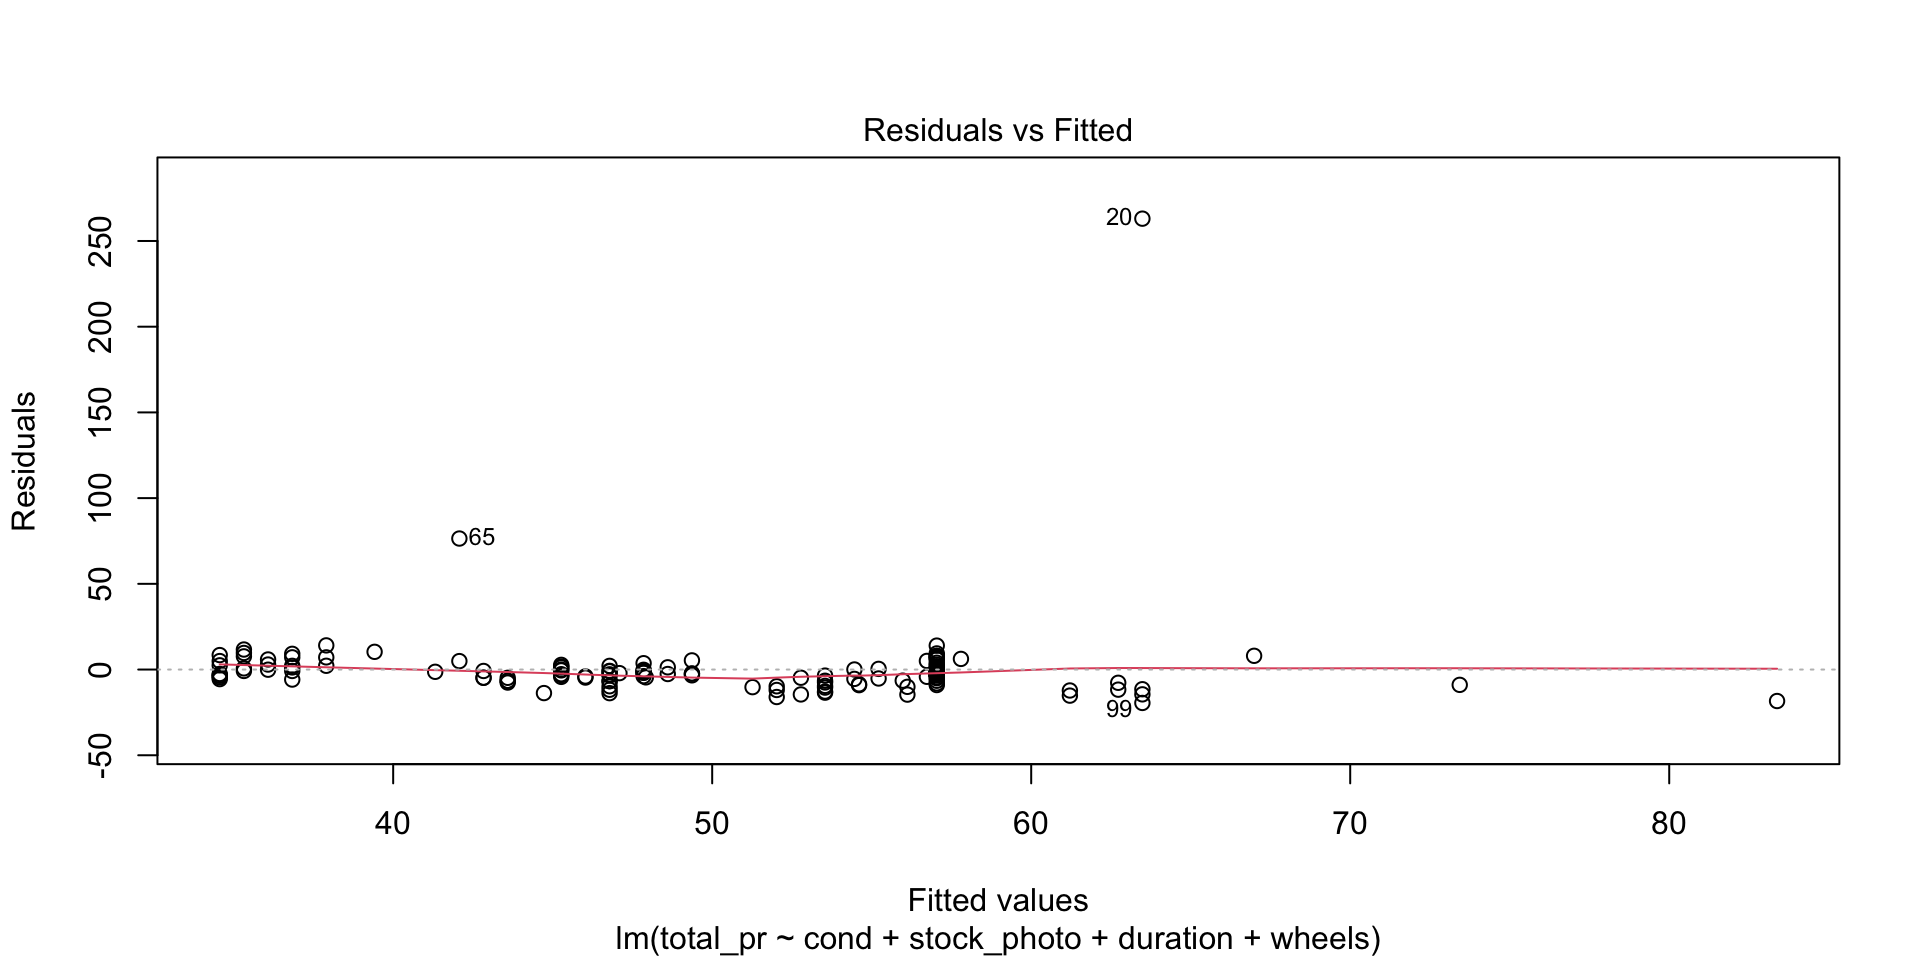 Residuals vs Fitted
Residuals
250
200
150
100
50
0
-50
20
65
99
40 50 60 70 80
Fitted values
lm(total_pr ~ cond + stock_photo + duration + wheels)